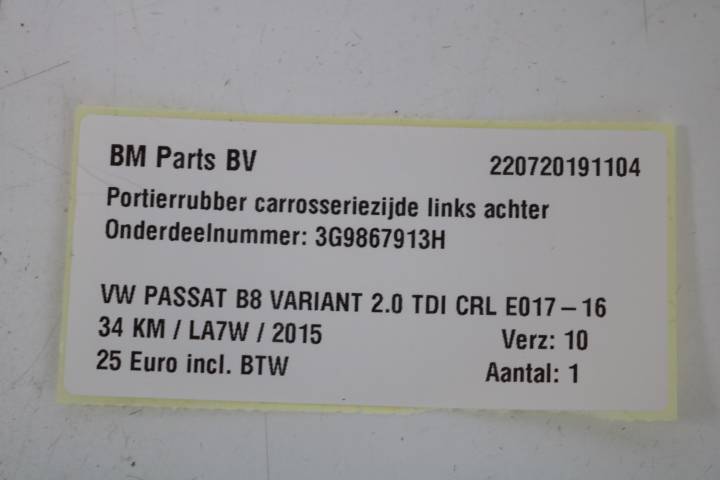 BM Parts BV 220720191104
Portierrubber carrosseriezijde links achter
Onderdeelnummer: 3G9867913H
VW PASSAT B8 VARIANT 2.0 TDI CRL E017-16
34 KM / LA7W / 2015 Verz: 10
25 Euro incl. BTW Aantal: 1